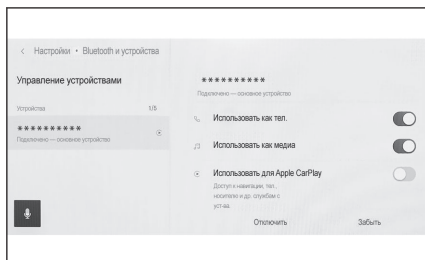 Настройки • Bluetooth и устройства
Управление устройствами
Устройства 1/5
**********
Подключено — основное устройство
**********
Подключено — основное устройство
Использовать как тел.
Использовать как медиа
Использовать для Apple CarPlay
Доступ к навигации, тел.,
носителю и др. службам с
уст-ва
Отключить Забыть